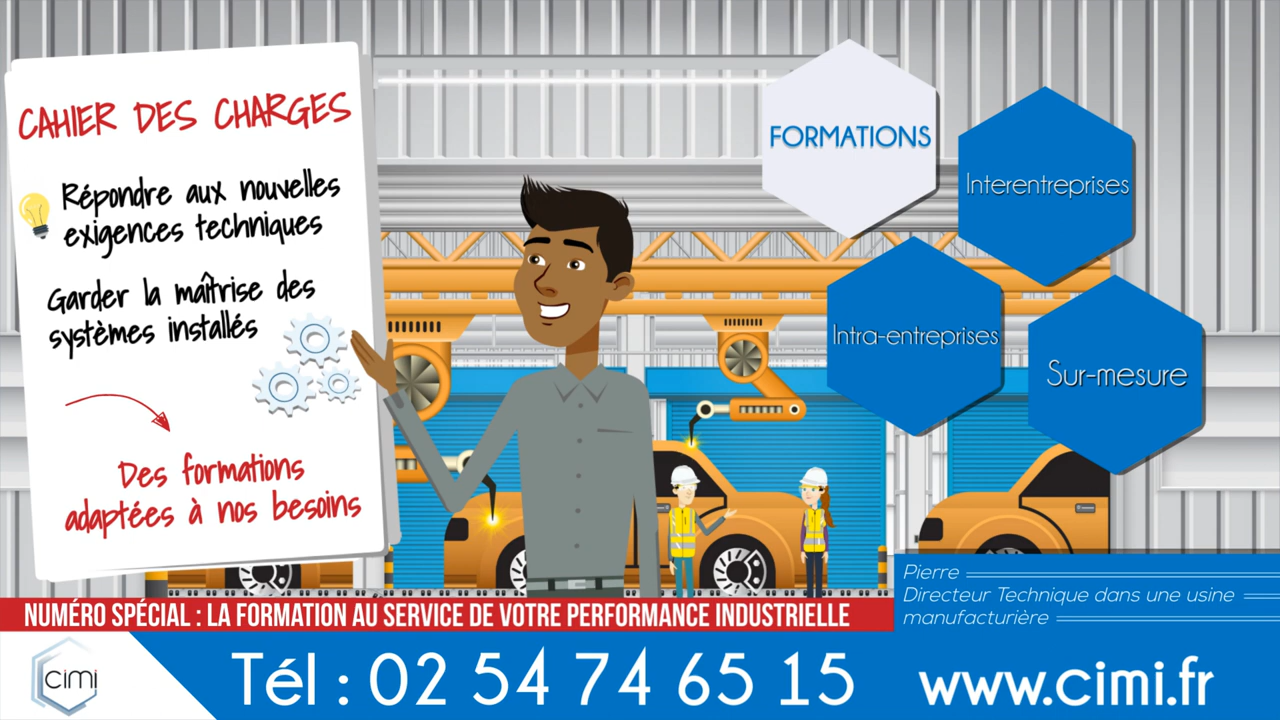 CAHIER DES CHARGES
Répondre aux nouvelles
exigences techniques
Garder la maîtrise des
systèmes installés
Des formations
adaptées à nos besoins
FORMATIONS
Interentreprises
Intra-entreprises
Sur-mesure
Pierre
Directeur Technique dans une usine
manufacturière
NUMÉRO SPÉCIAL : LA FORMATION AU SERVICE DE VOTRE PERFORMANCE INDUSTRIELLE
cimi
Tél : 02 54 74 65 15
www.cimi.fr